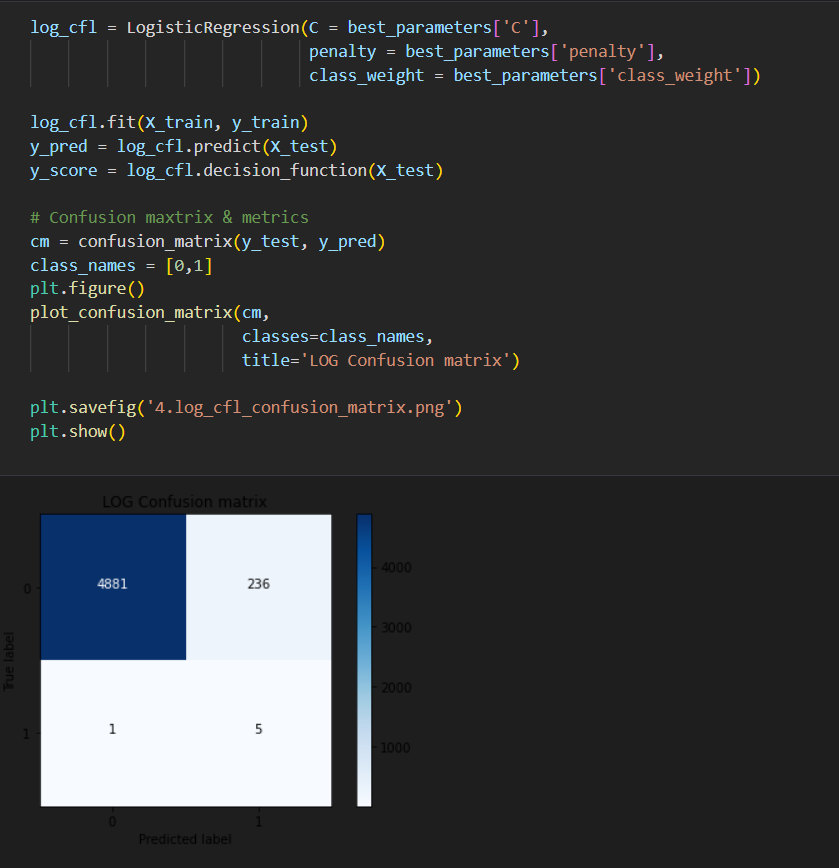 log_cfl = LogisticRegression(C = best_parameters['C'],
penalty = best_parameters['penalty'],
class_weight = best_parameters['class_weight'])
log_cfl.fit(X_train, y_train)
y_pred = log_cfl.predict(X_test)
y_score = log_cfl.decision_function(X_test)
# Confusion maxtrix & metrics
cm = confusion_matrix(y_test, y_pred)
class_names = [0,1]
plt.figure()
plot_confusion_matrix(cm,
classes=class_names,
title='LOG Confusion matrix')
plt.savefig('4.log_cfl_confusion_matrix.png')
plt.show()
LOG Confusion matrix
True label
0
4881
236
1
1
5
0
1
Predicted label
4000
3000
2000
1000